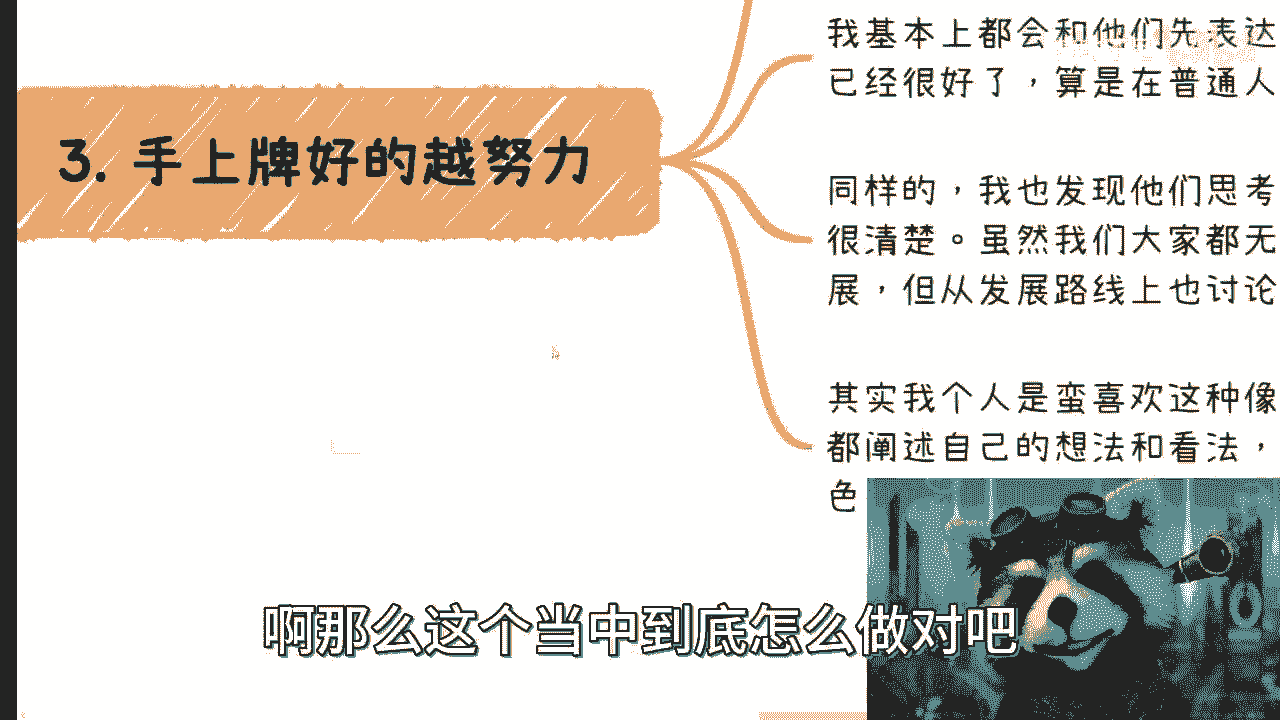 我基本上都会和他们先表达
已经很好了，算是在普通人
3. 手上牌好的越努力
同样的，我也发现他们思考
很清楚。虽然我们大家都无
展，但从发展路线上也讨论
其实我个人是蛮喜欢这种像
都阐述自己的想法和看法，
色
啊那么这个当中到底怎么做对吧